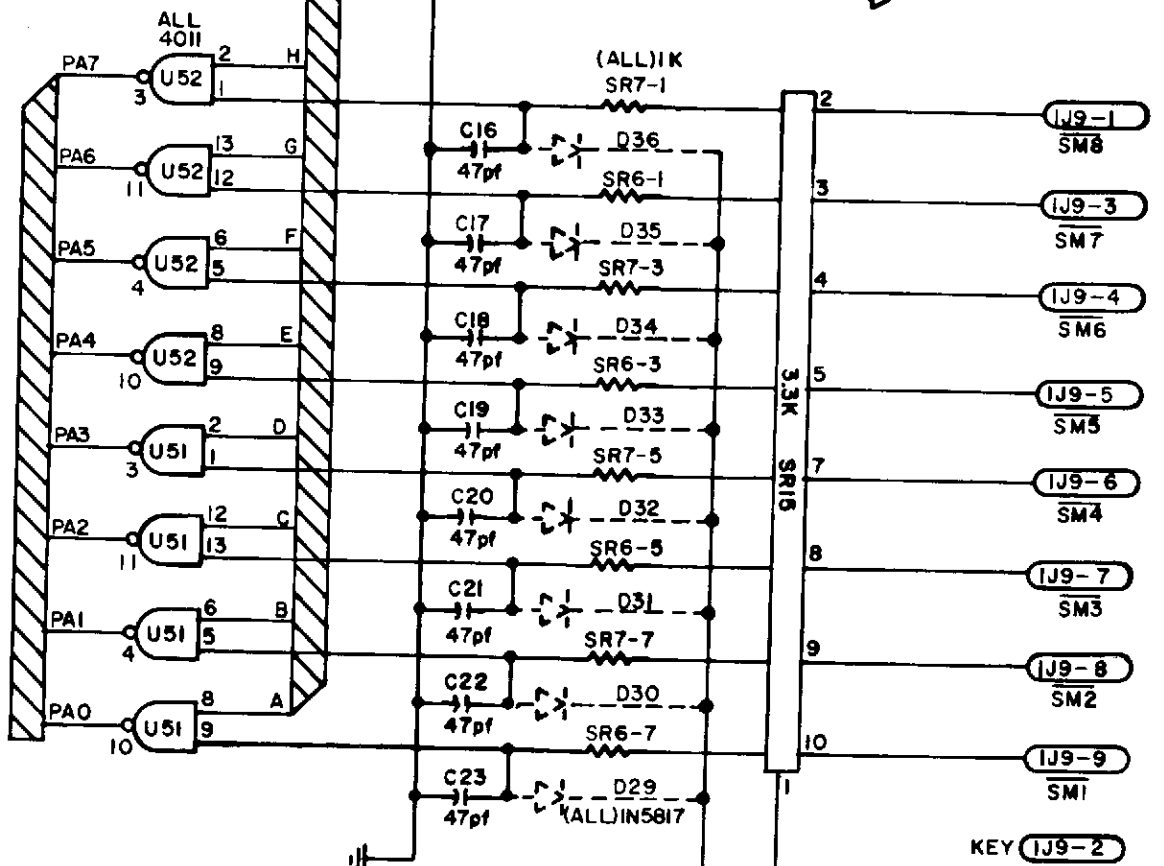 ALL
4011
PA7 3 U52 2 H
1
(ALL)1K
SR7-1
2 1J9-1
SM8
C16
47pf
D36
PA6 11 U52 13 G
12
SR6-1
3 1J9-3
SM7
C17
47pf
D35
PA5 4 U52 6 F
5
SR7-3
4 1J9-4
SM6
C18
47pf
D34
PA4 10 U52 8 E
9
SR6-3
5 1J9-5
SM5
C19
47pf
D33
3.3K SR15
PA3 3 U51 2 D
1
SR7-5
7 1J9-6
SM4
C20
47pf
D32
PA2 11 U51 12 C
13
SR6-5
8 1J9-7
SM3
C21
47pf
D31
PA1 4 U51 6 B
5
SR7-7
9 1J9-8
SM2
C22
47pf
D30
PA0 10 U51 8 A
9
SR6-7
10 1J9-9
SM1
C23
47pf
D29
(ALL)1N5817
1
KEY 1J9-2